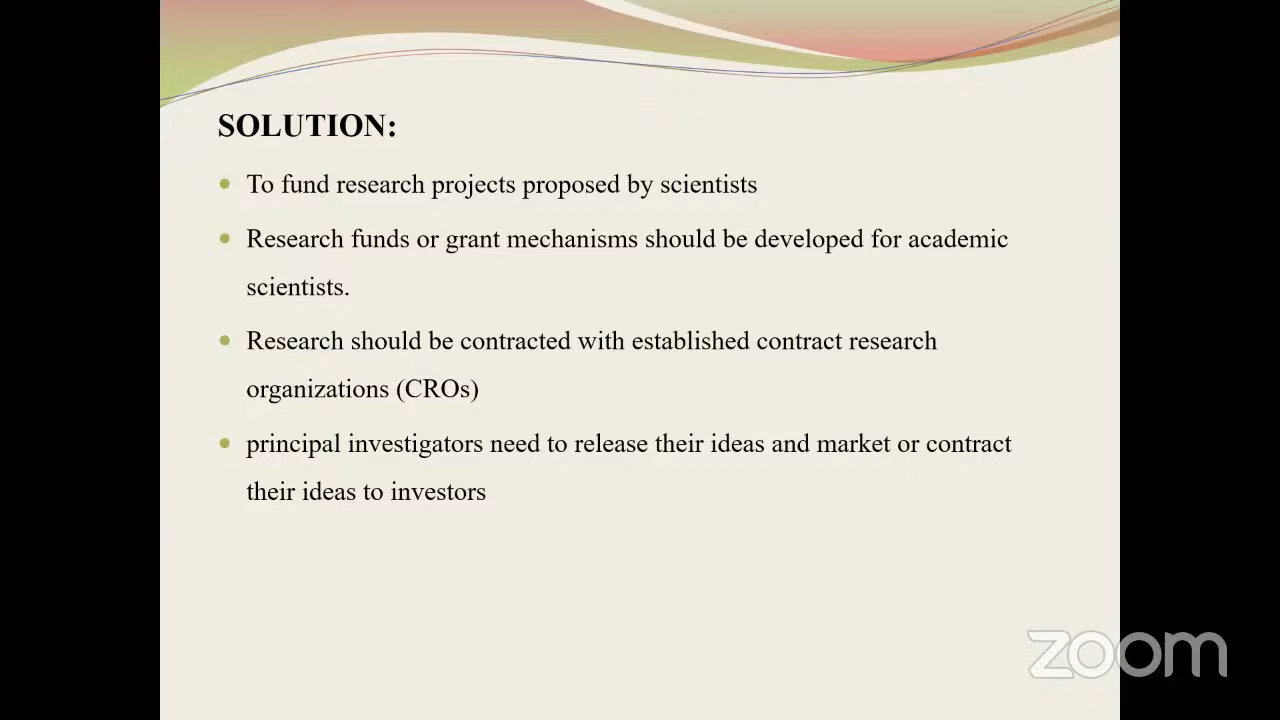 SOLUTION:
To fund research projects proposed by scientists
Research funds or grant mechanisms should be developed for academic
scientists.
Research should be contracted with established contract research
organizations (CROs)
principal investigators need to release their ideas and market or contract
their ideas to investors
zoom